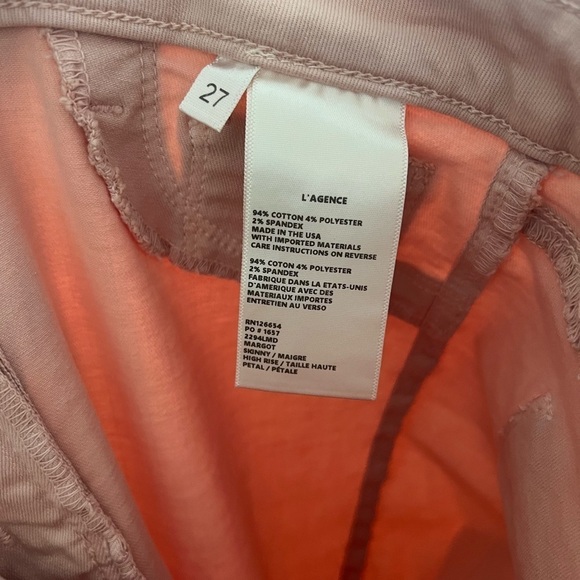 27
L'AGENCE
94% COTTON 4% POLYESTER
2% SPANDEX
MADE IN THE USA
WITH IMPORTED MATERIALS
CARE INSTRUCTIONS ON REVERSE
94% COTTON 4% POLYESTER
2% SPANDEX
FABRIQUE DANS LA ETATS-UNIS
D'AMERIQUE AVEC DES
MATERIAUX IMPORTES
ENTRETIEN AU VERSO
RN126654
PO # 1657
2294LMD
MARGOT
SKINNY / MAIGRE
HIGH RISE / TAILLE HAUTE
PETAL / PÉTALE